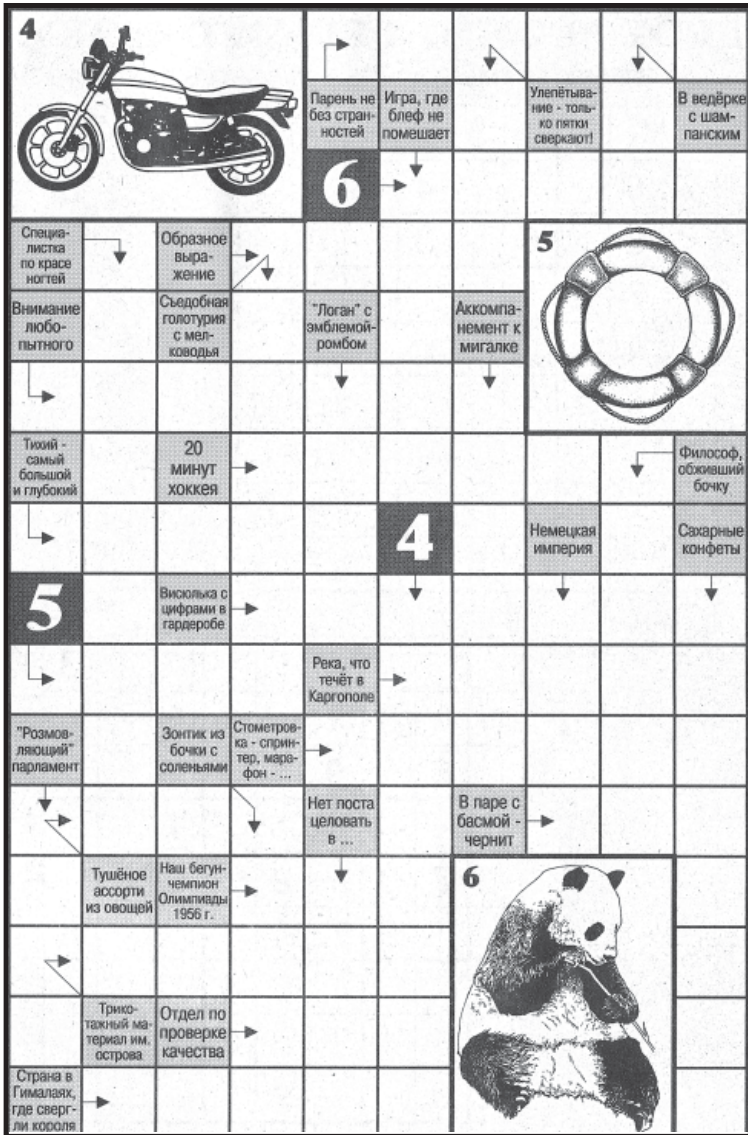 4
Парень не
без стран-
ностей
Игра, где
блеф не
помешает
Улепётыва-
ние - толь-
ко пятки
сверкают!
В ведёрке
с шам-
панским
6
Специа-
листка
по красе
ногтей
Образное
выра-
жение
5
Внимание
любо-
пытного
Съедобная
голотурия
с мел-
ководья
"Логан" с
эмблемой-
ромбом
Аккомпа-
немент к
мигалке
Тихий -
самый
большой
и глубокий
20
минут
хоккея
Философ,
обживший
бочку
4
Немецкая
империя
Сахарные
конфеты
5
Висюлька с
цифрами в
гардеробе
Река, что
течёт в
Каргополе
"Розмов-
ляющий"
парламент
Зонтик из
бочки с
соленьями
Стометров-
ка - сприн-
тер, мара-
фон - ...
Нет поста
целовать
в ...
В паре с
басмой -
чернит
Тушёное
ассорти
из овощей
Наш бегун-
чемпион
Олимпиады
1956 г.
6
Трико-
тажный ма-
териал им.
острова
Отдел по
проверке
качества
Страна в
Гималаях,
где сверг-
ли короля